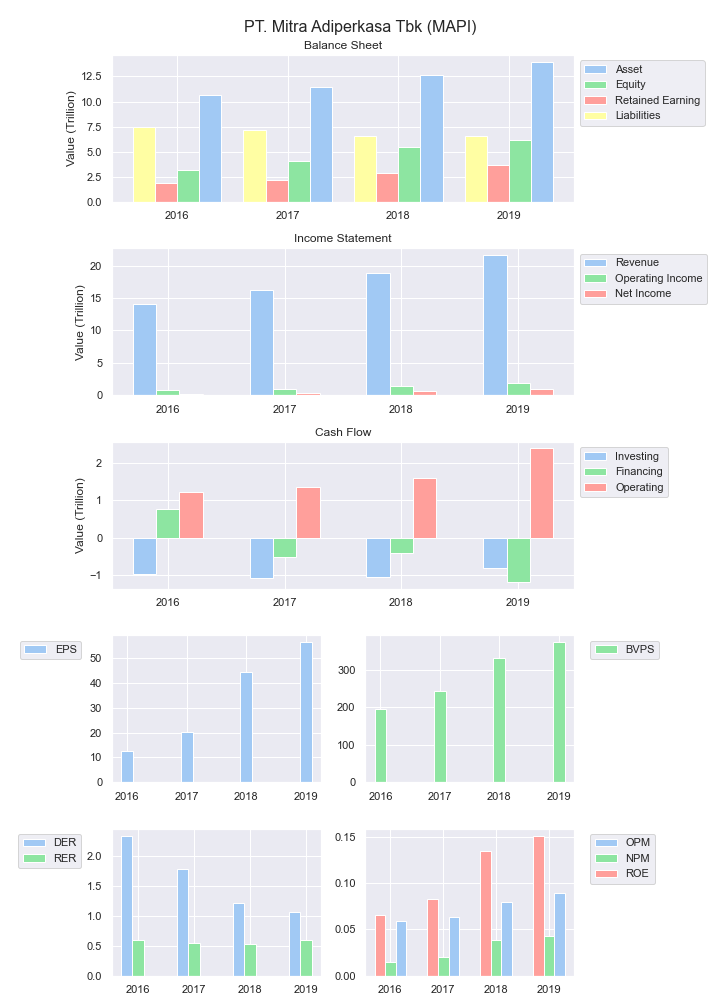 PT. Mitra Adiperkasa Tbk (MAPI)
Balance Sheet
Value (Trillion)
12.5
10.0
7.5
5.0
2.5
0.0
2016 2017 2018 2019
Asset
Equity
Retained Earning
Liabilities
Income Statement
Value (Trillion)
20
15
10
5
0
2016 2017 2018 2019
Revenue
Operating Income
Net Income
Cash Flow
Value (Trillion)
2
1
0
−1
2016 2017 2018 2019
Investing
Financing
Operating
EPS
50
40
30
20
10
0
2016 2017 2018 2019
300
200
100
0
2016 2017 2018 2019
BVPS
DER
RER
2.0
1.5
1.0
0.5
0.0
2016 2017 2018 2019
0.15
0.10
0.05
0.00
2016 2017 2018 2019
OPM
NPM
ROE